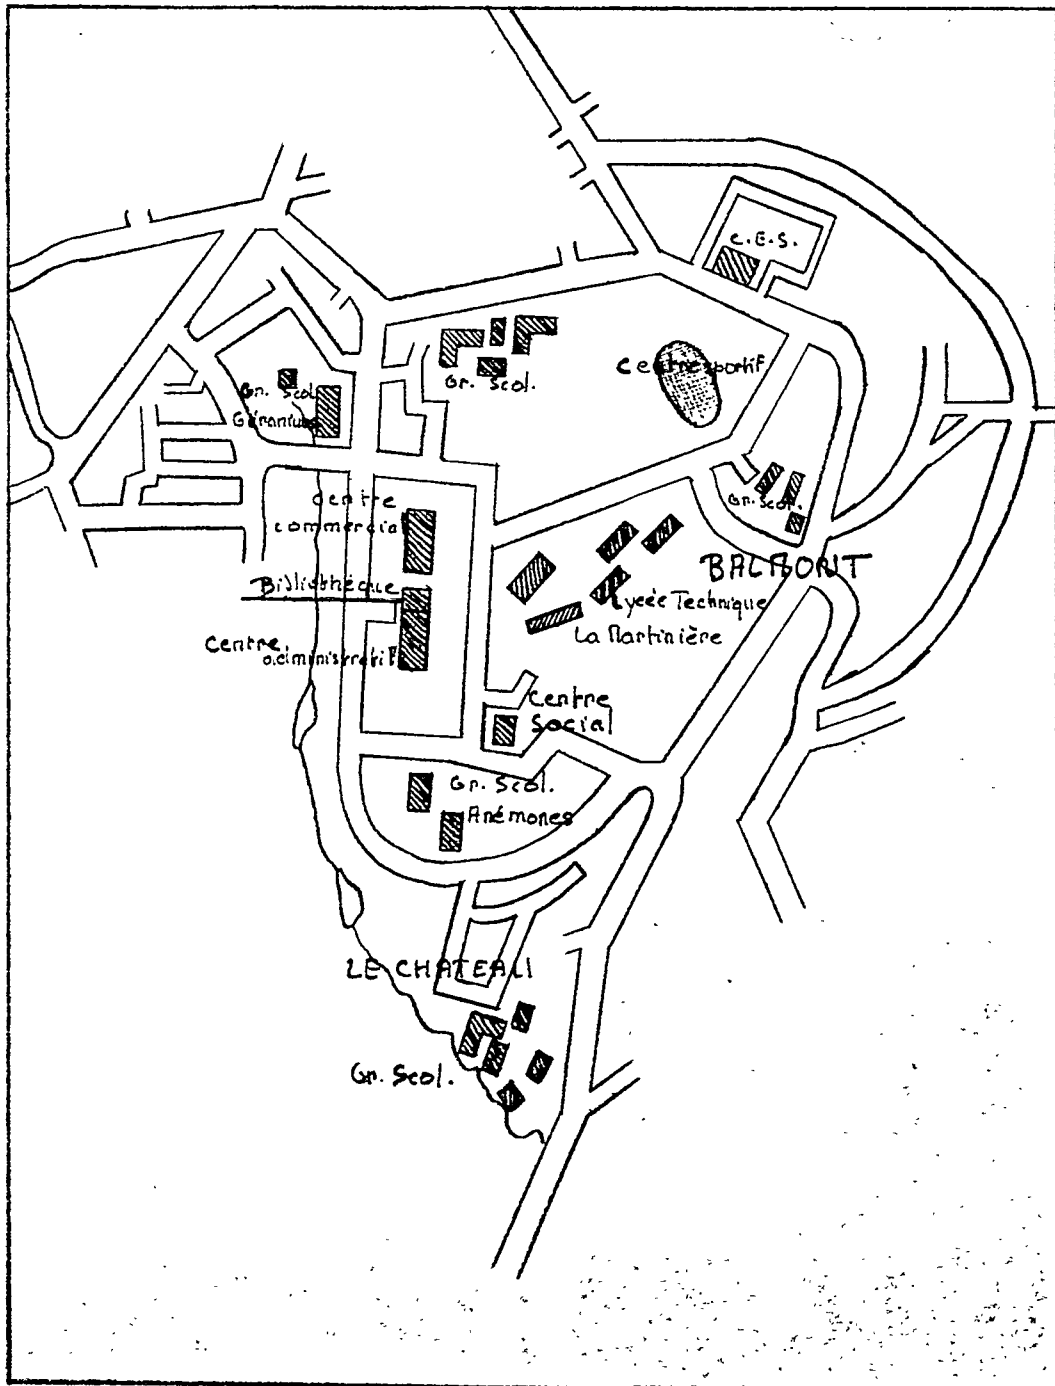 C.E.S.
Centre sportif
Gr. Scol.
Gr. Scol.
Géraniums
Gr. Scol.
Centre
commercial
Bibliothèque
Centre
administratif
BALMONT
Lycée Technique
La Martinière
Centre
Social
Gr. Scol.
Anémones
LE CHATEAU
Gr. Scol.